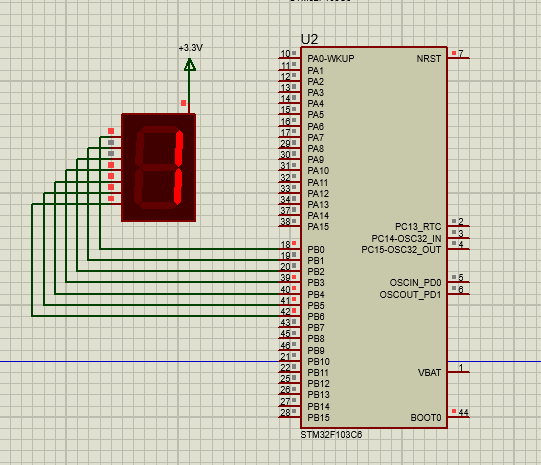 U2
+3.3V
10 PA0-WKUP NRST 7
11 PA1
12 PA2
13 PA3
14 PA4
15 PA5
16 PA6
17 PA7
29 PA8
30 PA9
31 PA10
32 PA11
33 PA12
34 PA13
37 PA14
38 PA15 PC13_RTC 2
PC14-OSC32_IN 3
18 PB0 PC15-OSC32_OUT 4
19 PB1
20 PB2
39 PB3 OSCIN_PD0 5
40 PB4 OSCOUT_PD1 6
41 PB5
42 PB6
43 PB7
45 PB8
46 PB9
21 PB10
22 PB11 VBAT 1
25 PB12
26 PB13
27 PB14
28 PB15 BOOT0 44
STM32F103C6
1